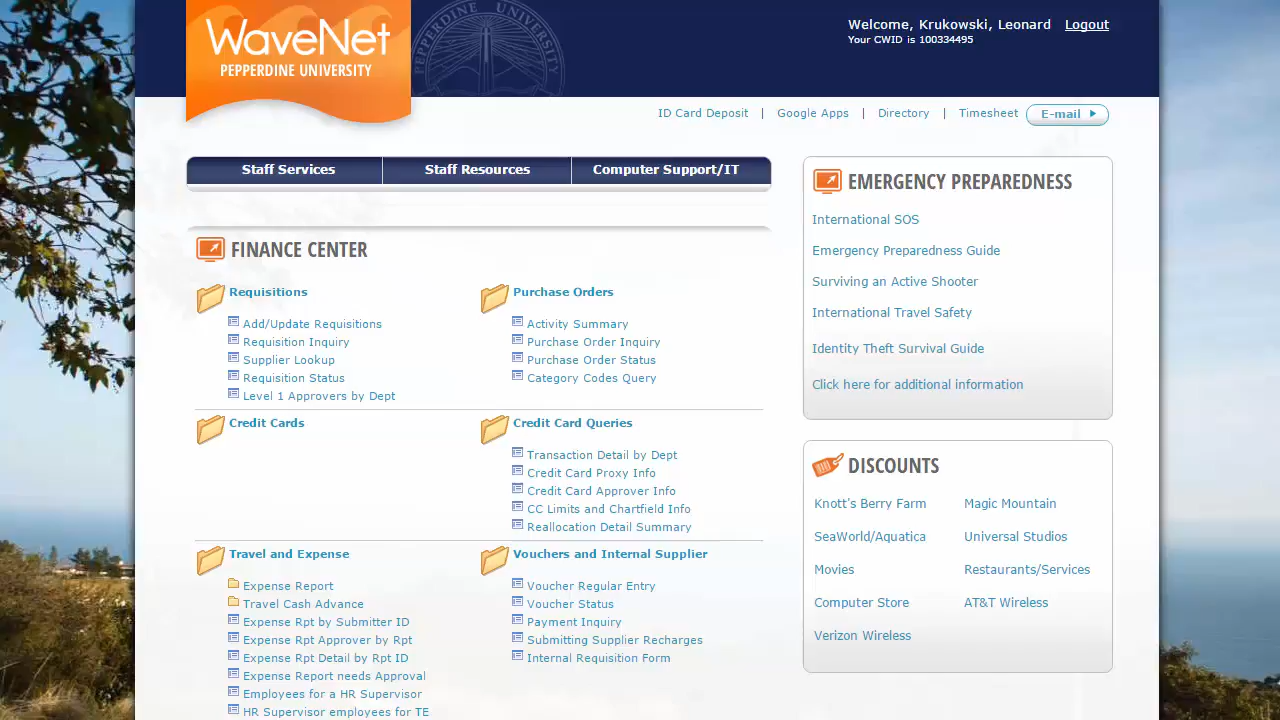 WaveNet
PEPPERDINE UNIVERSITY
PEPPERDINE UNIVERSITY
Welcome, Krukowski, Leonard Logout
Your CWID is 100334495
ID Card Deposit | Google Apps | Directory | Timesheet E-mail
Staff Services Staff Resources Computer Support/IT
FINANCE CENTER
Requisitions
Add/Update Requisitions
Requisition Inquiry
Supplier Lookup
Requisition Status
Level 1 Approvers by Dept
Purchase Orders
Activity Summary
Purchase Order Inquiry
Purchase Order Status
Category Codes Query
Credit Cards
Credit Card Queries
Transaction Detail by Dept
Credit Card Proxy Info
Credit Card Approver Info
CC Limits and Chartfield Info
Reallocation Detail Summary
Travel and Expense
Expense Report
Travel Cash Advance
Expense Rpt by Submitter ID
Expense Rpt Approver by Rpt
Expense Rpt Detail by Rpt ID
Expense Report needs Approval
Employees for a HR Supervisor
HR Supervisor employees for TE
Vouchers and Internal Supplier
Voucher Regular Entry
Voucher Status
Payment Inquiry
Submitting Supplier Recharges
Internal Requisition Form
EMERGENCY PREPAREDNESS
International SOS
Emergency Preparedness Guide
Surviving an Active Shooter
International Travel Safety
Identity Theft Survival Guide
Click here for additional information
DISCOUNTS
Knott's Berry Farm Magic Mountain
SeaWorld/Aquatica Universal Studios
Movies Restaurants/Services
Computer Store AT&T Wireless
Verizon Wireless